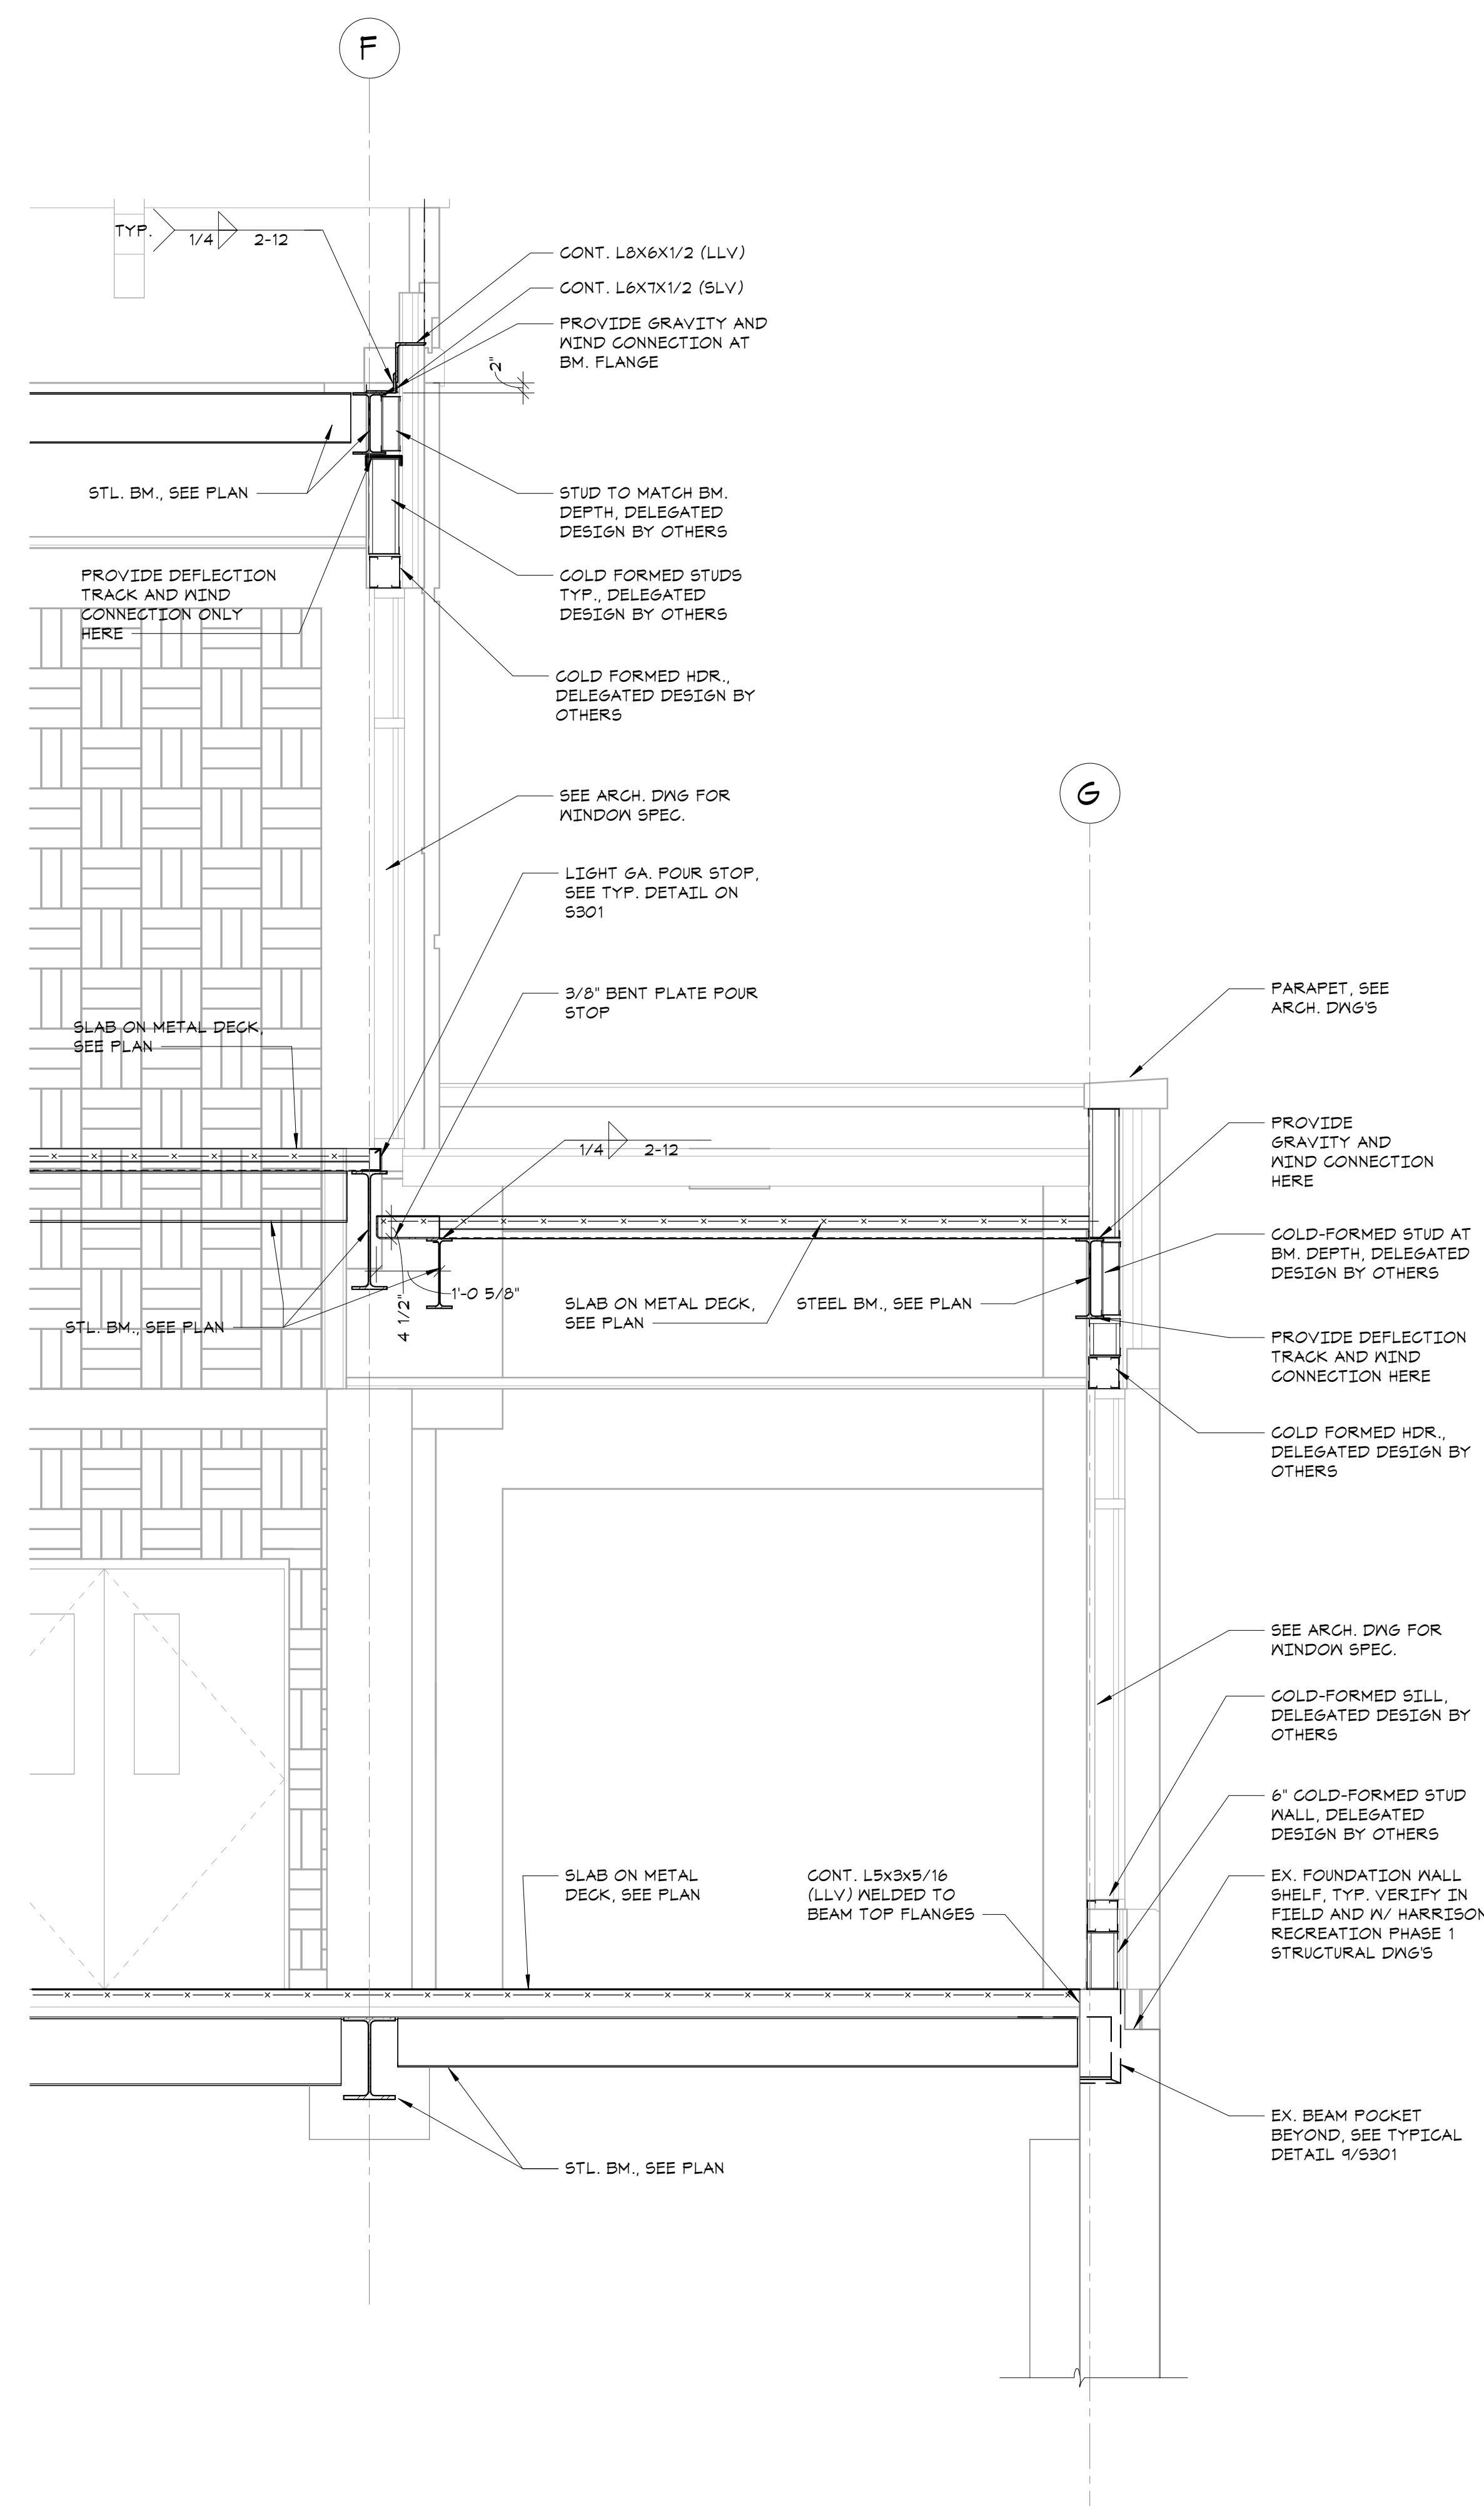 F
TYP.
1/4
2-12
CONT. L8X6X1/2 (LLV)
CONT. L6X7X1/2 (SLV)
PROVIDE GRAVITY AND
WIND CONNECTION AT
BM. FLANGE
2"
STL. BM., SEE PLAN
STUD TO MATCH BM.
DEPTH, DELEGATED
DESIGN BY OTHERS
PROVIDE DEFLECTION
TRACK AND WIND
CONNECTION ONLY
HERE
COLD FORMED STUDS
TYP., DELEGATED
DESIGN BY OTHERS
COLD FORMED HDR.,
DELEGATED DESIGN BY
OTHERS
G
SEE ARCH. DWG FOR
WINDOW SPEC.
LIGHT GA. POUR STOP,
SEE TYP. DETAIL ON
S301
3/8" BENT PLATE POUR
STOP
PARAPET, SEE
ARCH. DWG'S
SLAB ON METAL DECK,
SEE PLAN
1/4
2-12
PROVIDE
GRAVITY AND
WIND CONNECTION
HERE
COLD-FORMED STUD AT
BM. DEPTH, DELEGATED
DESIGN BY OTHERS
1'-0 5/8"
4 1/2"
STL. BM., SEE PLAN
SLAB ON METAL DECK,
SEE PLAN
STEEL BM., SEE PLAN
PROVIDE DEFLECTION
TRACK AND WIND
CONNECTION HERE
COLD FORMED HDR.,
DELEGATED DESIGN BY
OTHERS
SEE ARCH. DWG FOR
WINDOW SPEC.
COLD-FORMED SILL,
DELEGATED DESIGN BY
OTHERS
6" COLD-FORMED STUD
WALL, DELEGATED
DESIGN BY OTHERS
SLAB ON METAL
DECK, SEE PLAN
CONT. L5x3x5/16
(LLV) WELDED TO
BEAM TOP FLANGES
EX. FOUNDATION WALL
SHELF, TYP. VERIFY IN
FIELD AND W/ HARRISON
RECREATION PHASE 1
STRUCTURAL DWG'S
EX. BEAM POCKET
BEYOND, SEE TYPICAL
DETAIL 9/S301
STL. BM., SEE PLAN